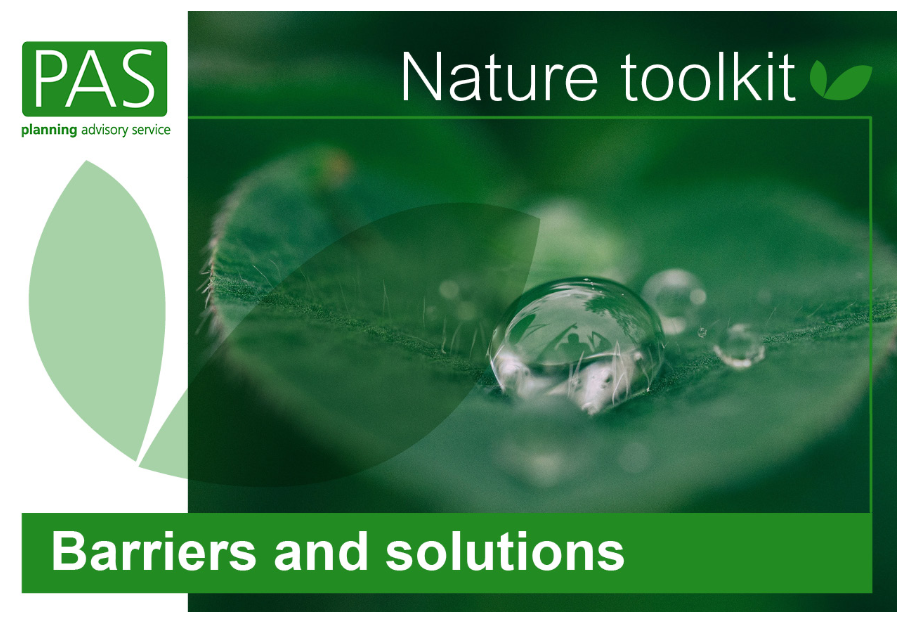 PAS
planning advisory service
Nature toolkit
Barriers and solutions